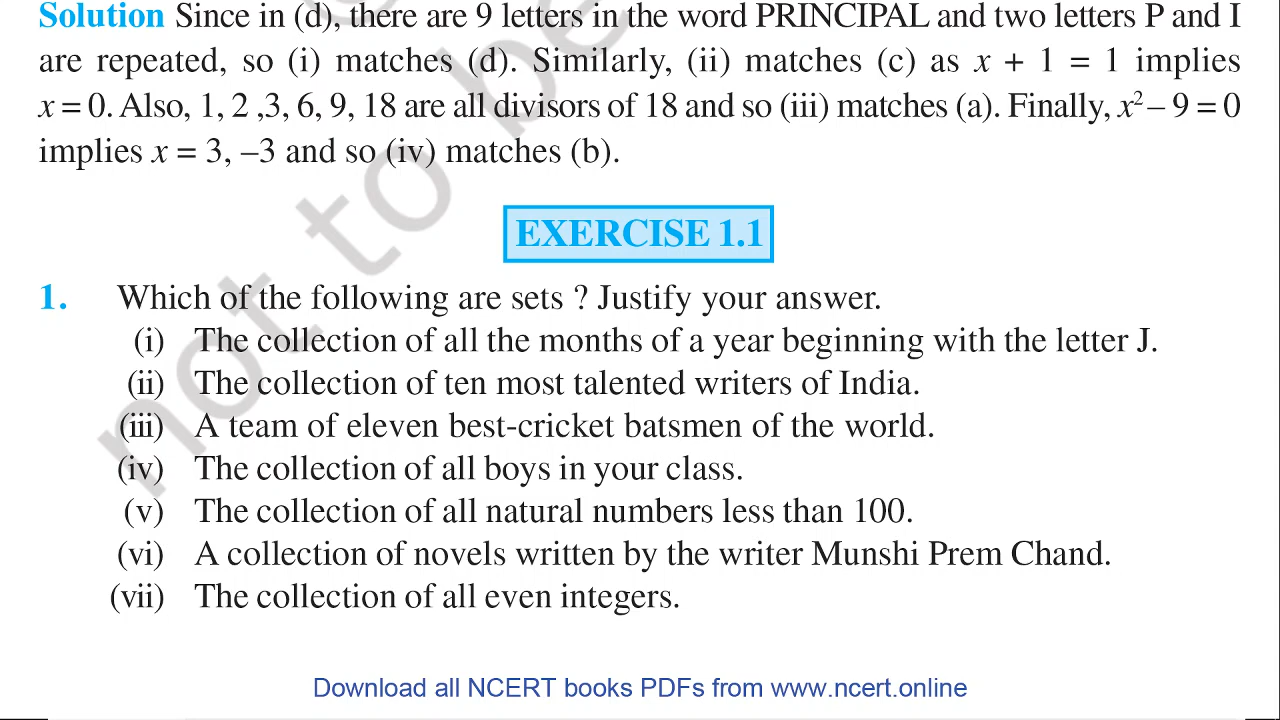 Solution Since in (d), there are 9 letters in the word PRINCIPAL and two letters P and I
are repeated, so (i) matches (d). Similarly, (ii) matches (c) as x + 1 = 1 implies
x = 0. Also, 1, 2 ,3, 6, 9, 18 are all divisors of 18 and so (iii) matches (a). Finally, x² – 9 = 0
implies x = 3, –3 and so (iv) matches (b).
EXERCISE 1.1
1. Which of the following are sets ? Justify your answer.
(i) The collection of all the months of a year beginning with the letter J.
(ii) The collection of ten most talented writers of India.
(iii) A team of eleven best-cricket batsmen of the world.
(iv) The collection of all boys in your class.
(v) The collection of all natural numbers less than 100.
(vi) A collection of novels written by the writer Munshi Prem Chand.
(vii) The collection of all even integers.
not to be
Download all NCERT books PDFs from www.ncert.online